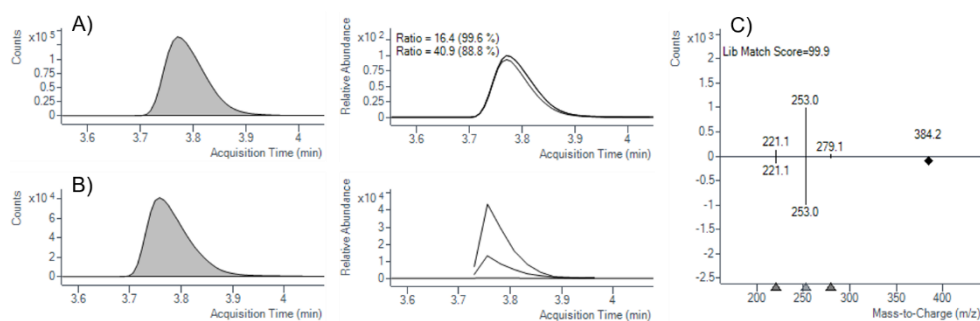 A)
x10 5
Counts
1
0.75
0.5
0.25
0
3.6 3.7 3.8 3.9 4
Acquisition Time (min)
Ratio = 16.4 (99.6 %)
Ratio = 40.9 (88.8 %)
x10 2
Relative Abundance
1
0.75
0.5
0.25
0
3.6 3.7 3.8 3.9 4
Acquisition Time (min)
B)
x10 4
Counts
6
4
2
0
3.6 3.7 3.8 3.9 4
Acquisition Time (min)
x10 4
Relative Abundance
4
3
2
1
0
3.6 3.7 3.8 3.9 4
Acquisition Time (min)
C)
x10 3
Counts
Lib Match Score=99.9
2
1.5
1
0.5
0
-0.5
-1
-1.5
-2
-2.5
253.0
221.1
279.1
384.2
221.1
253.0
200 250 300 350 400
Mass-to-Charge (m/z)